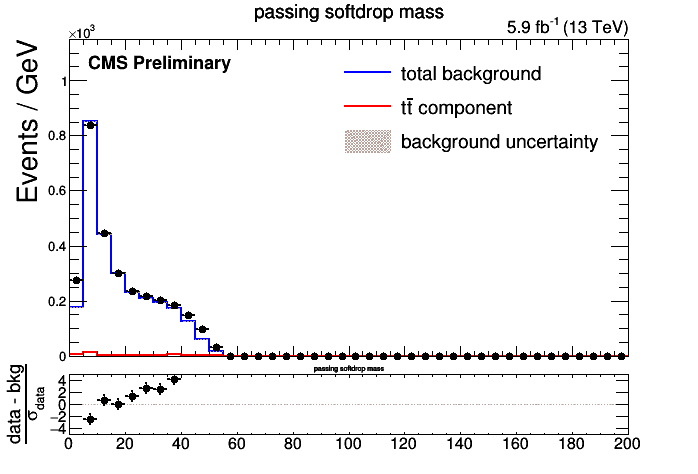 passing softdrop mass
×10³
5.9 fb⁻¹ (13 TeV)
CMS Preliminary
total background
tt̄ component
background uncertainty
Events / GeV
1
0.8
0.6
0.4
0.2
0
passing softdrop mass
data - bkg
σdata
4
2
0
−2
−4
0 20 40 60 80 100 120 140 160 180 200